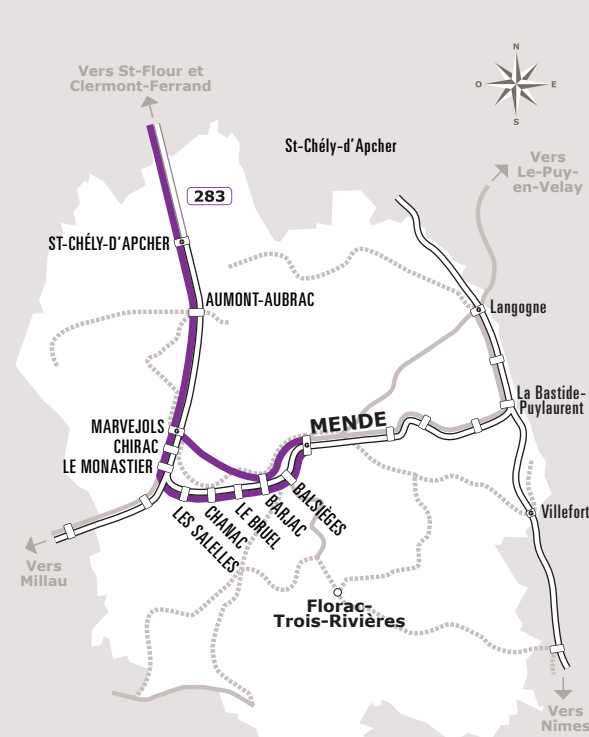 N
O
E
S
Vers St-Flour et
Clermont-Ferrand
St-Chély-d'Apcher
Vers
Le-Puy-
en-Velay
283
ST-CHÉLY-D'APCHER
AUMONT-AUBRAC
Langogne
La Bastide-
Puylaurent
MARVEJOLS
CHIRAC
LE MONASTIER
MENDE
BALSIÈGES
BARJAC
LE BRUEL
CHANAC
LES SALELLES
Villefort
Vers
Millau
Florac-
Trois-Rivières
Vers
Nîmes